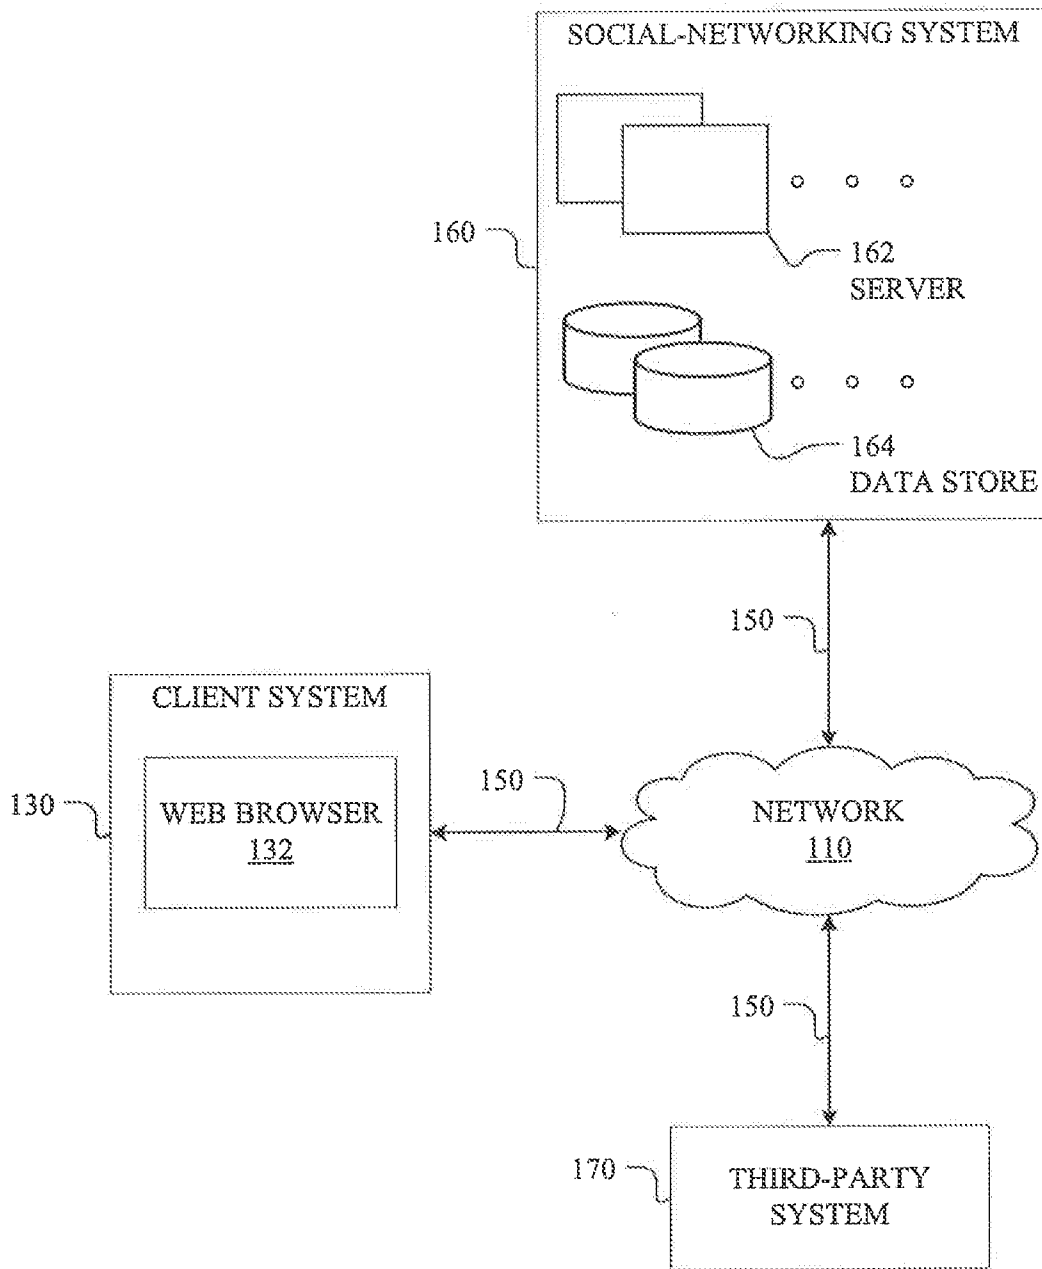 SOCIAL-NETWORKING SYSTEM
160
162
SERVER
164
DATA STORE
150
CLIENT SYSTEM
130
WEB BROWSER
132
150
NETWORK
110
150
170
THIRD-PARTY
SYSTEM